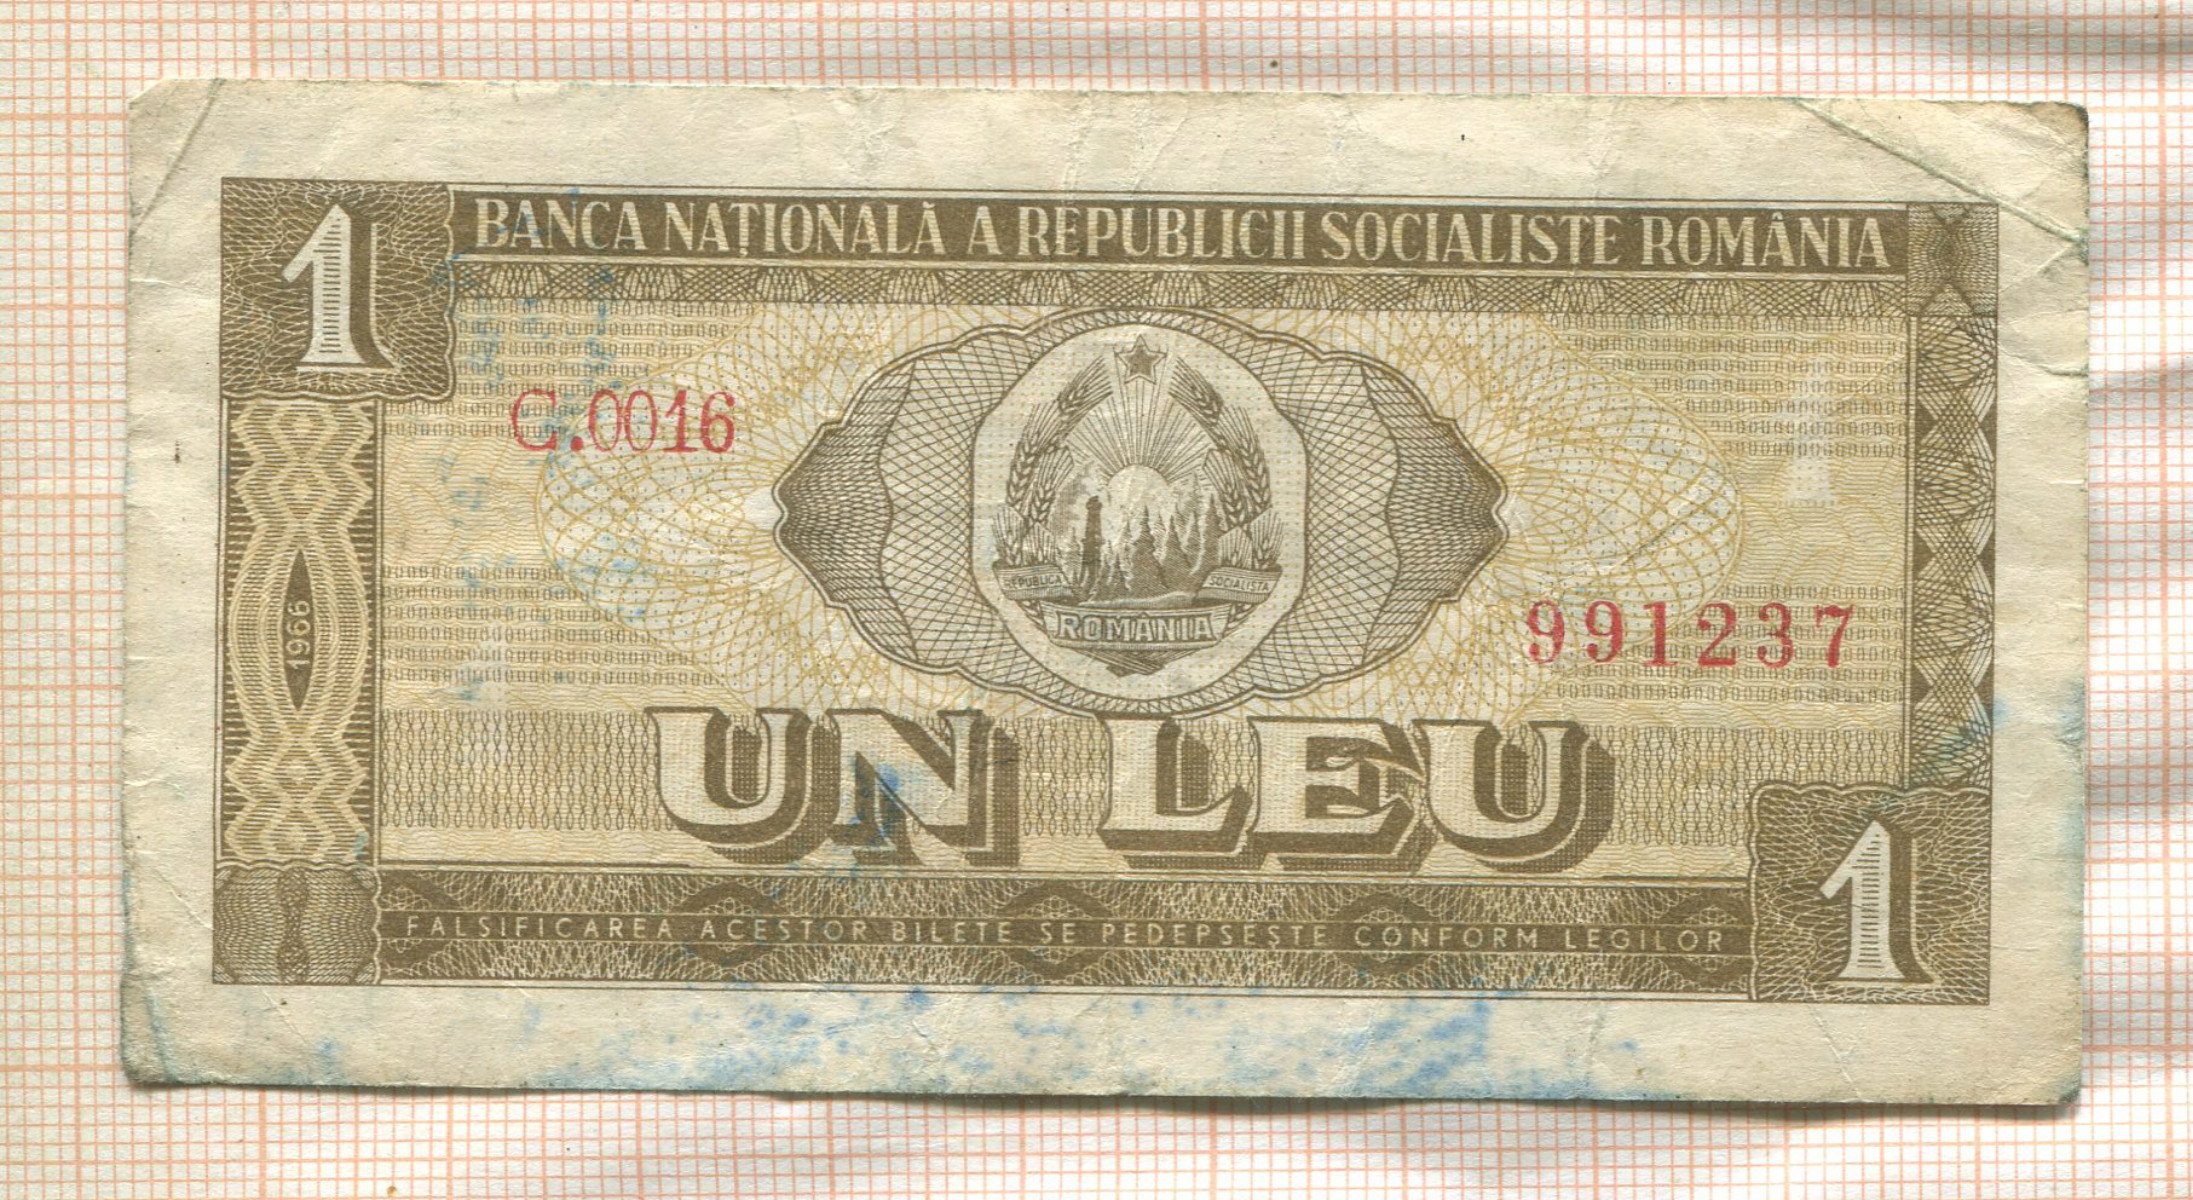 1
BANCA NAȚIONALĂ A REPUBLICII SOCIALISTE ROMÂNIA
C.0016
REPUBLICA
SOCIALISTA
ROMANIA
1966
991237
UN LEU
1
FALSIFICAREA ACESTOR BILETE SE PEDEPSEȘTE CONFORM LEGILOR